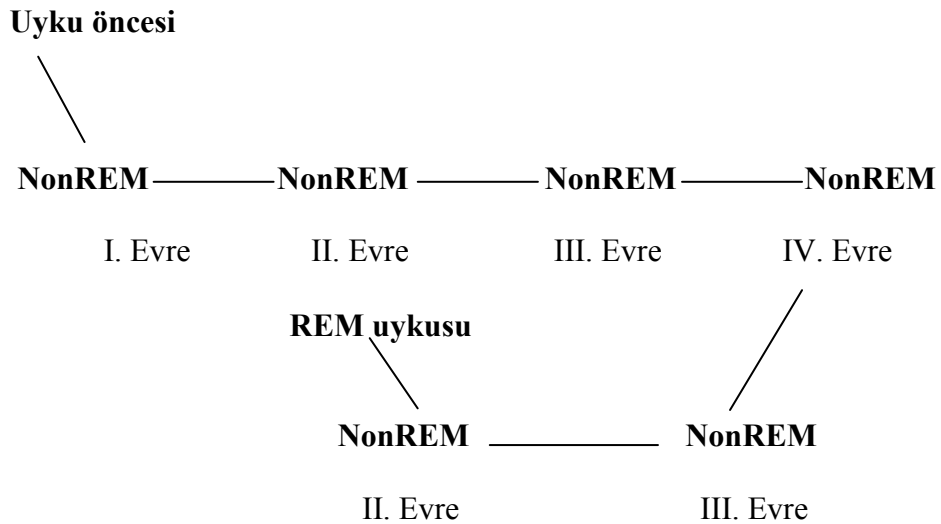 Uyku öncesi
NonREM NonREM NonREM NonREM
I. Evre II. Evre III. Evre IV. Evre
REM uykusu
NonREM NonREM
II. Evre III. Evre